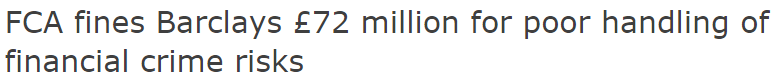 FCA fines Barclays £72 million for poor handling of
financial crime risks